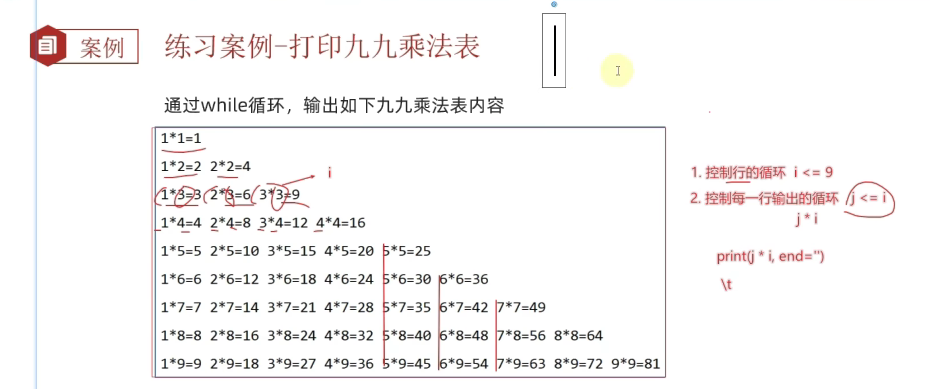 案例
练习案例-打印九九乘法表
通过while循环，输出如下九九乘法表内容
1*1=1
1*2=2 2*2=4
1*3=3 2*3=6 3*3=9
i
1*4=4 2*4=8 3*4=12 4*4=16
1*5=5 2*5=10 3*5=15 4*5=20 5*5=25
1*6=6 2*6=12 3*6=18 4*6=24 5*6=30 6*6=36
1*7=7 2*7=14 3*7=21 4*7=28 5*7=35 6*7=42 7*7=49
1*8=8 2*8=16 3*8=24 4*8=32 5*8=40 6*8=48 7*8=56 8*8=64
1*9=9 2*9=18 3*9=27 4*9=36 5*9=45 6*9=54 7*9=63 8*9=72 9*9=81
1. 控制行的循环 i <= 9
2. 控制每一行输出的循环 j <= i
j * i
print(j * i, end='')
\t